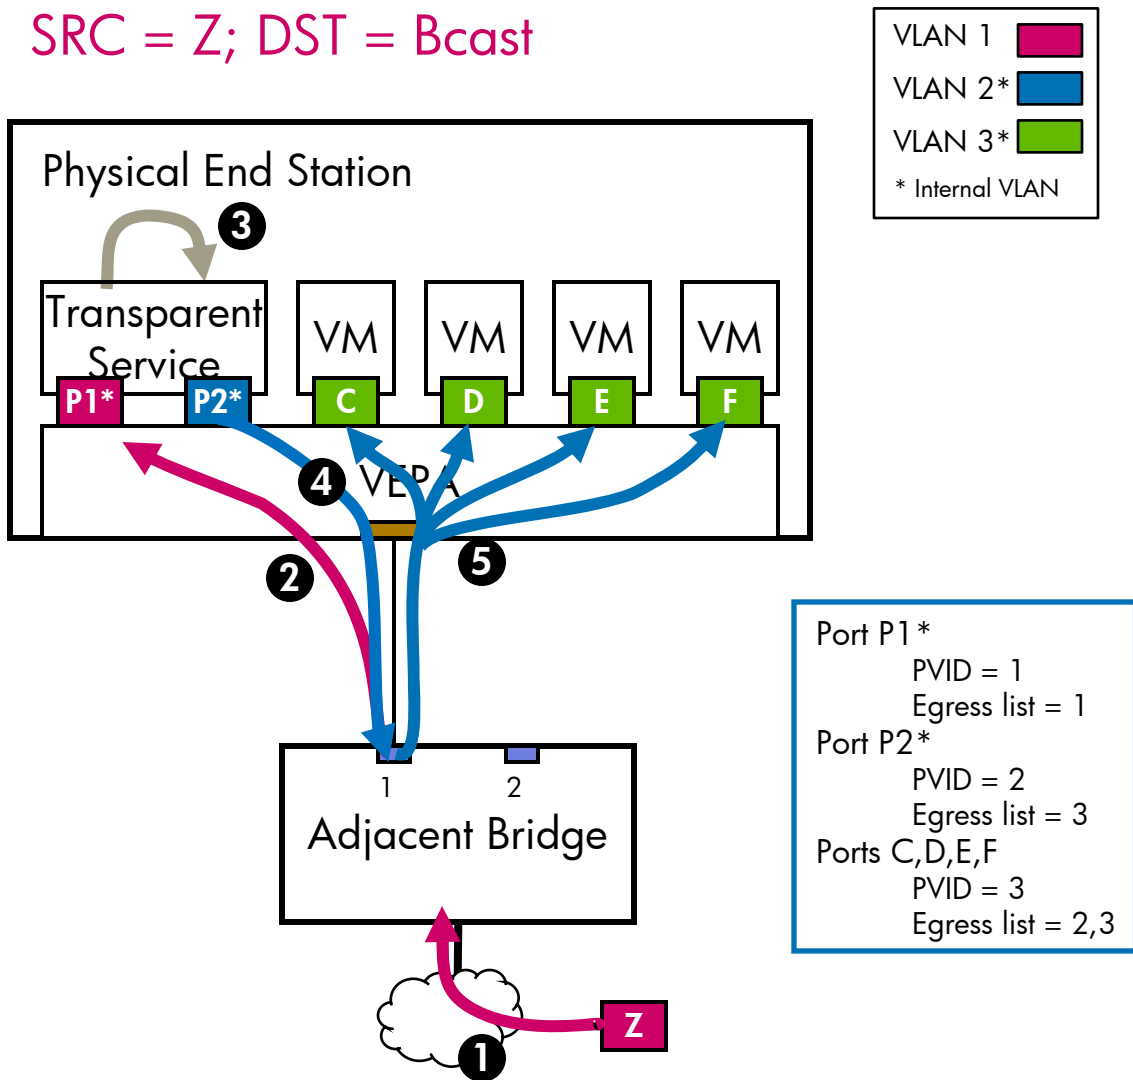 SRC = Z; DST = Bcast
VLAN 1
VLAN 2*
VLAN 3*
* Internal VLAN
Physical End Station
3
Transparent
Service
VM
VM
VM
VM
P1*
P2*
C
D
E
F
4
VEPA
5
2
Port P1*
PVID = 1
Egress list = 1
Port P2*
PVID = 2
Egress list = 3
Ports C,D,E,F
PVID = 3
Egress list = 2,3
1
2
Adjacent Bridge
Z
1